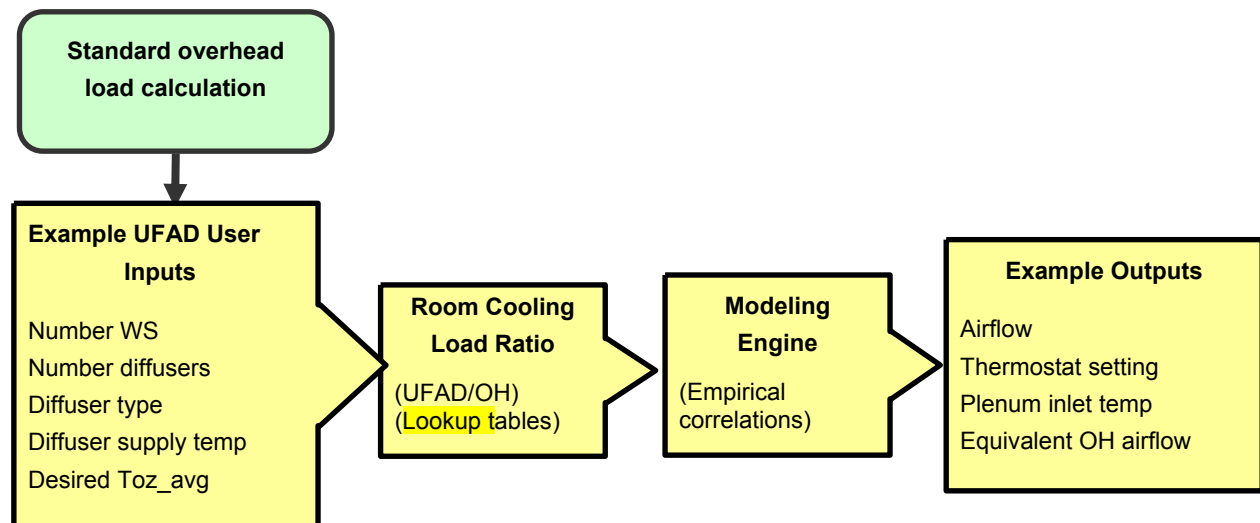 Standard overhead
load calculation
Example UFAD User
Inputs
Number WS
Number diffusers
Diffuser type
Diffuser supply temp
Desired Toz_avg
Room Cooling
Load Ratio
(UFAD/OH)
(Lookup tables)
Modeling
Engine
(Empirical
correlations)
Example Outputs
Airflow
Thermostat setting
Plenum inlet temp
Equivalent OH airflow